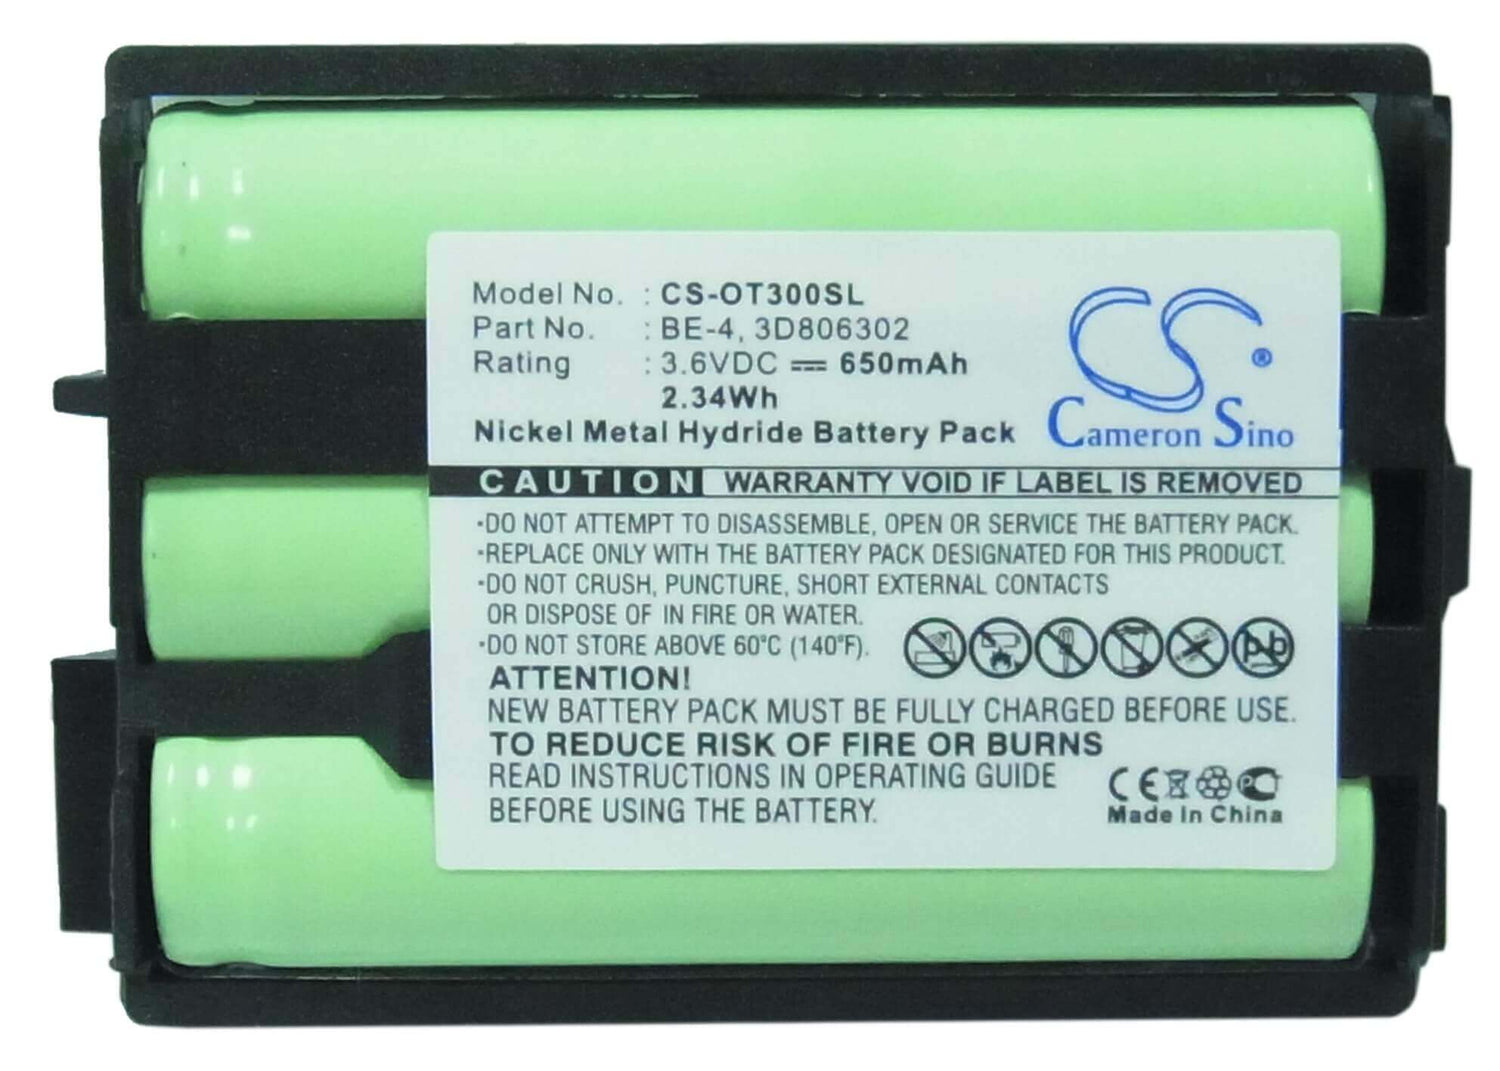 Model No. : CS-OT300SL
Part No. : BE-4, 3D806302
Rating : 3.6VDC 650mAh
2.34Wh
Nickel Metal Hydride Battery Pack
CS ®
Cameron Sino
CAUTION WARRANTY VOID IF LABEL IS REMOVED
·DO NOT ATTEMPT TO DISASSEMBLE, OPEN OR SERVICE THE BATTERY PACK.
·REPLACE ONLY WITH THE BATTERY PACK DESIGNATED FOR THIS PRODUCT.
·DO NOT CRUSH, PUNCTURE, SHORT EXTERNAL CONTACTS
OR DISPOSE OF IN FIRE OR WATER.
·DO NOT STORE ABOVE 60°C (140°F).
Pb
ATTENTION!
NEW BATTERY PACK MUST BE FULLY CHARGED BEFORE USE.
TO REDUCE RISK OF FIRE OR BURNS
READ INSTRUCTIONS IN OPERATING GUIDE
BEFORE USING THE BATTERY.
CE
Made In China